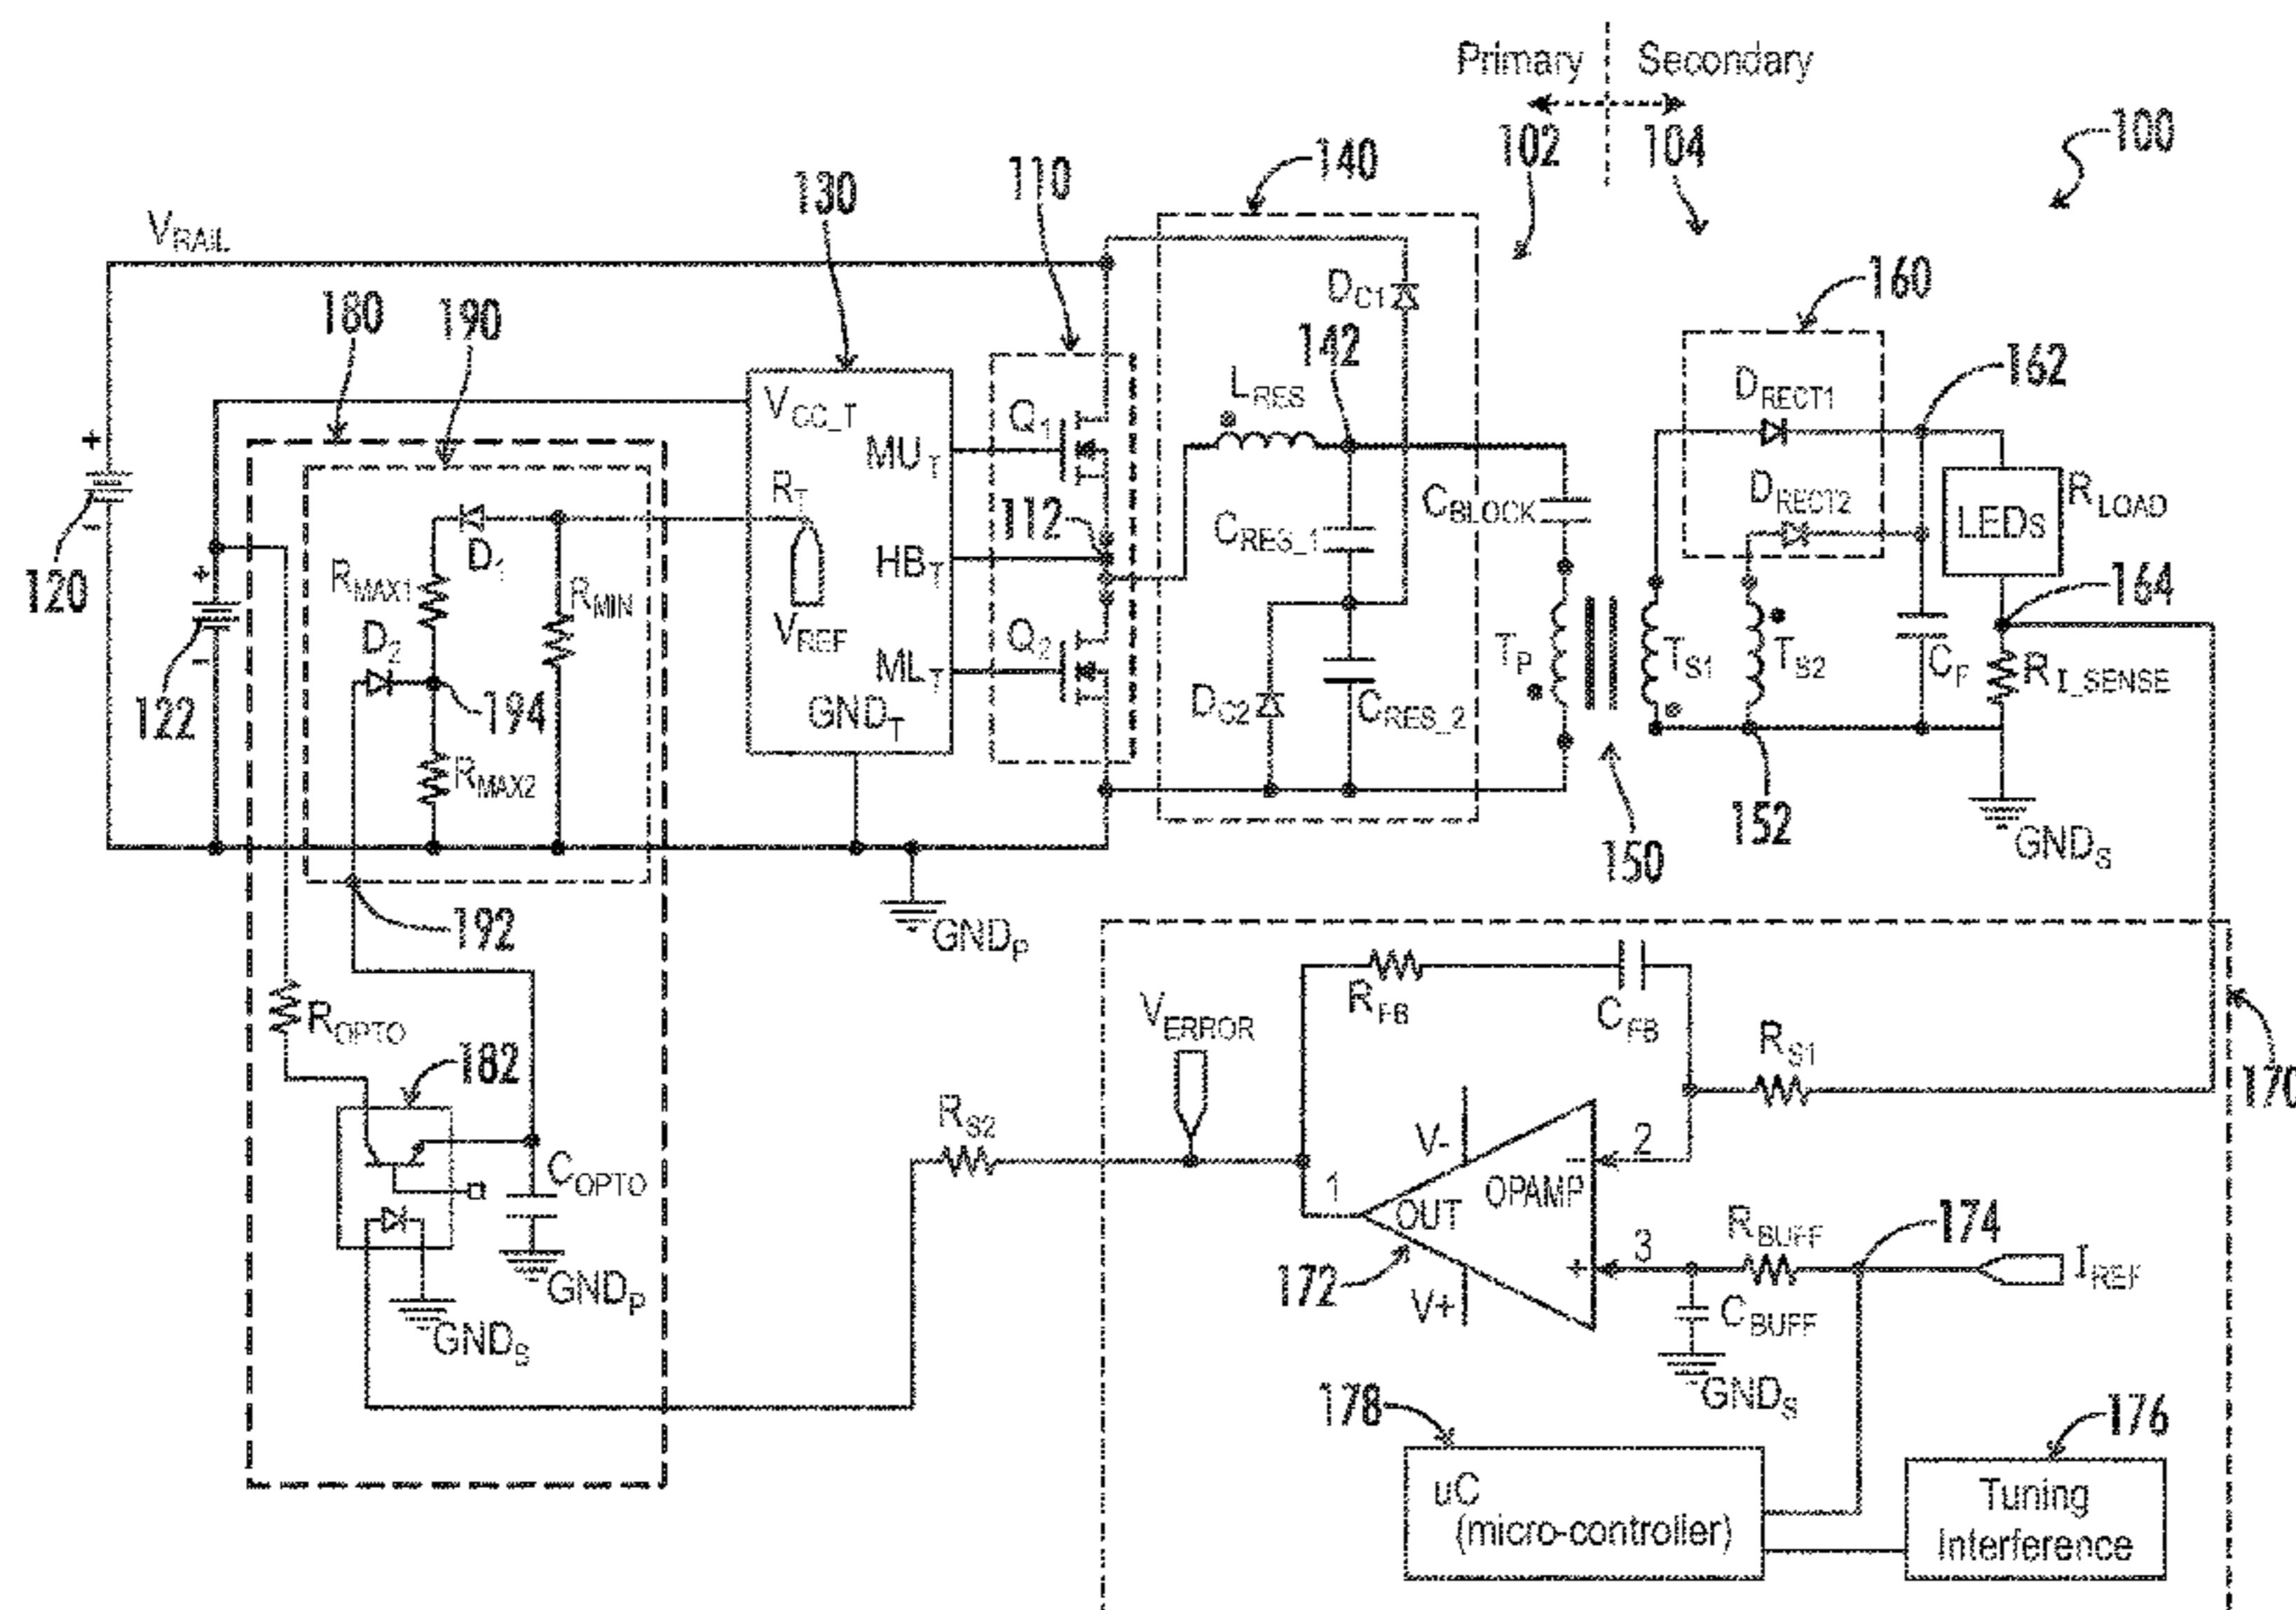 Primary
Secondary
102
104
100
140
110
130
V_RAIL
160
180
190
D_C1
142
162
L_RES
D_RECT1
V_CC_T
Q_1
MU_T
R_T
D_RECT2
R_LOAD
LEDs
+
120
-
D_1
112
C_RES_1
C_BLOCK
HB_T
R_MAX1
R_MIN
164
+
122
-
V_REF
D_2
Q_2
ML_T
T_P
T_S1
T_S2
C_F
R_I_SENSE
194
GND_T
D_C2
C_RES_2
R_MAX2
152
150
GND_S
192
GND_P
R_FB
C_FB
V_ERROR
R_S1
170
R_OPTO
182
R_S2
V-
2
-
C_OPTO
1
OUT
OPAMP
R_BUFF
174
3
+
I_REF
172
V+
C_BUFF
GND_P
GND_S
GND_S
178
176
uC
(micro-controller)
Tuning
Interference